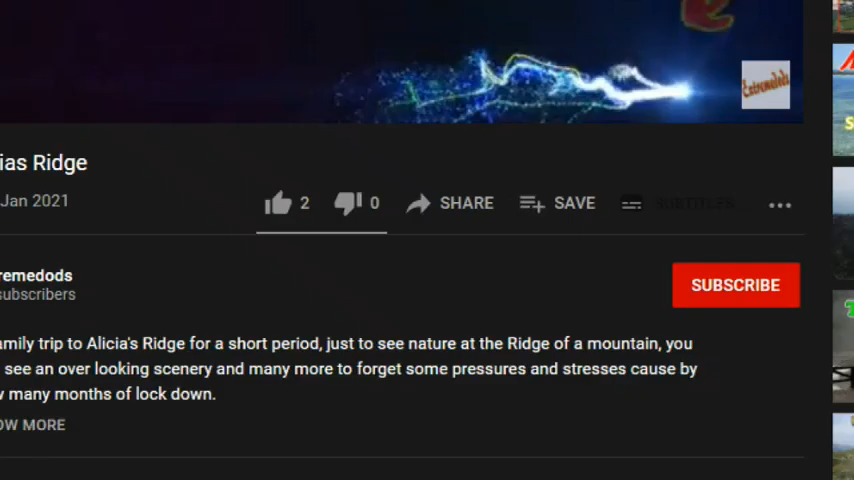 Extremedods
ias Ridge
Jan 2021
2
0
SHARE
SAVE
SUBTITLES
remedods
subscribers
SUBSCRIBE
amily trip to Alicia's Ridge for a short period, just to see nature at the Ridge of a mountain, you
see an over looking scenery and many more to forget some pressures and stresses cause by
w many months of lock down.
OW MORE